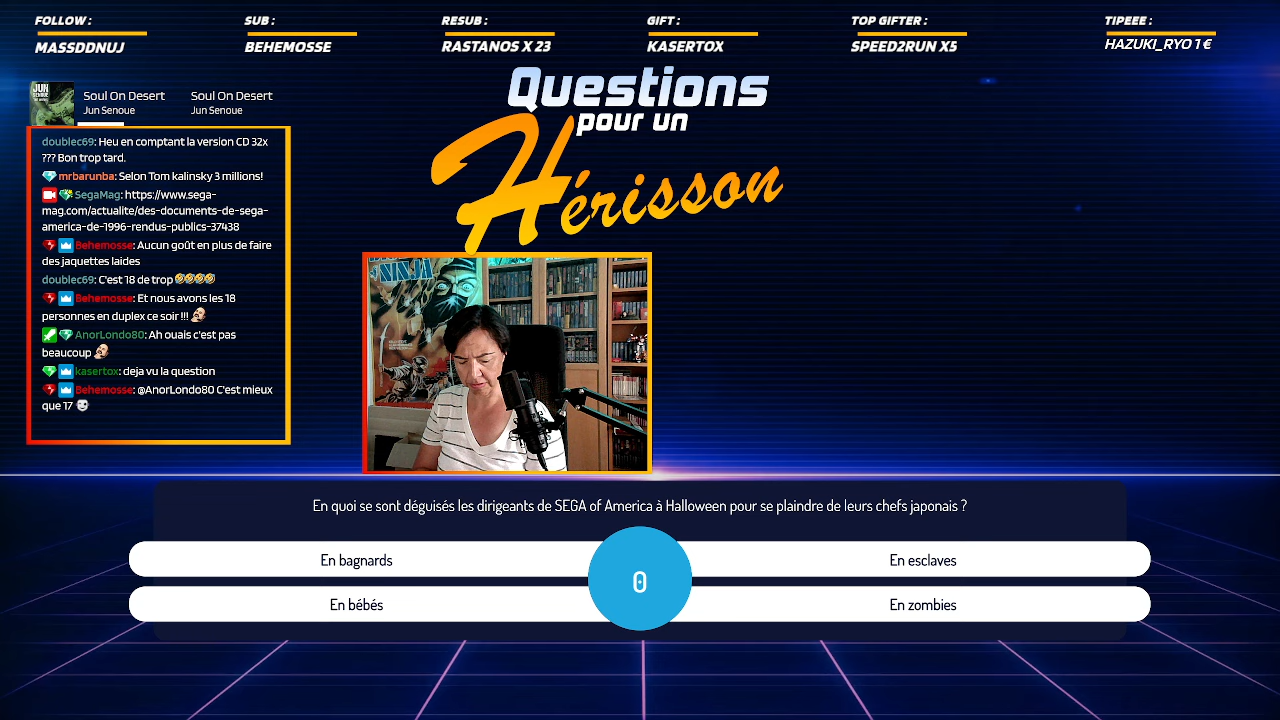 FOLLOW :
MASSDDNUJ
SUB :
BEHEMOSSE
RESUB :
RASTANOS X 23
GIFT :
KASERTOX
TOP GIFTER :
SPEED2RUN X5
TIPEEE :
HAZUKI_RYO 1 €
Questions
pour un
Hérisson
JUN
SENOUE
Soul On Desert
Jun Senoue
Soul On Desert
Jun Senoue
doublec69: Heu en comptant la version CD 32x
??? Bon trop tard.
mrbarunba: Selon Tom kalinsky 3 millions!
SegaMag: https://www.sega-
mag.com/actualite/des-documents-de-sega-
america-de-1996-rendus-publics-37438
Behemosse: Aucun goût en plus de faire
des jaquettes laides
doublec69: C'est 18 de trop 🤣🤣🤣🤣
Behemosse: Et nous avons les 18
personnes en duplex ce soir !!!
AnorLondo80: Ah ouais c'est pas
beaucoup
kasertox: deja vu la question
Behemosse: @AnorLondo80 C'est mieux
que 17
NINJA
En quoi se sont déguisés les dirigeants de SEGA of America à Halloween pour se plaindre de leurs chefs japonais ?
En bagnards
En esclaves
0
En bébés
En zombies